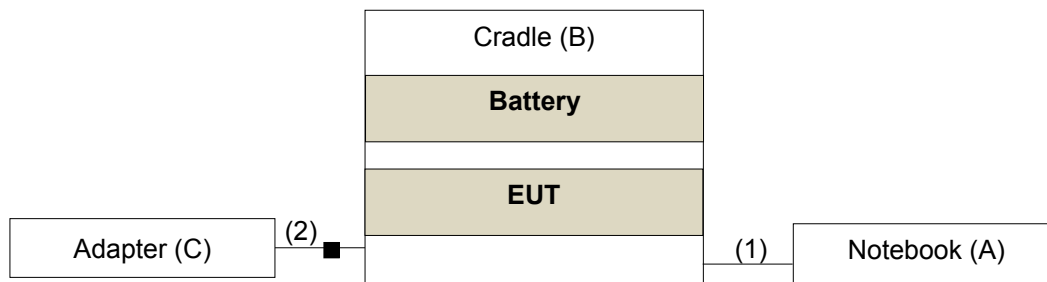 Cradle (B)
Battery
EUT
Adapter (C)
(2)
(1)
Notebook (A)